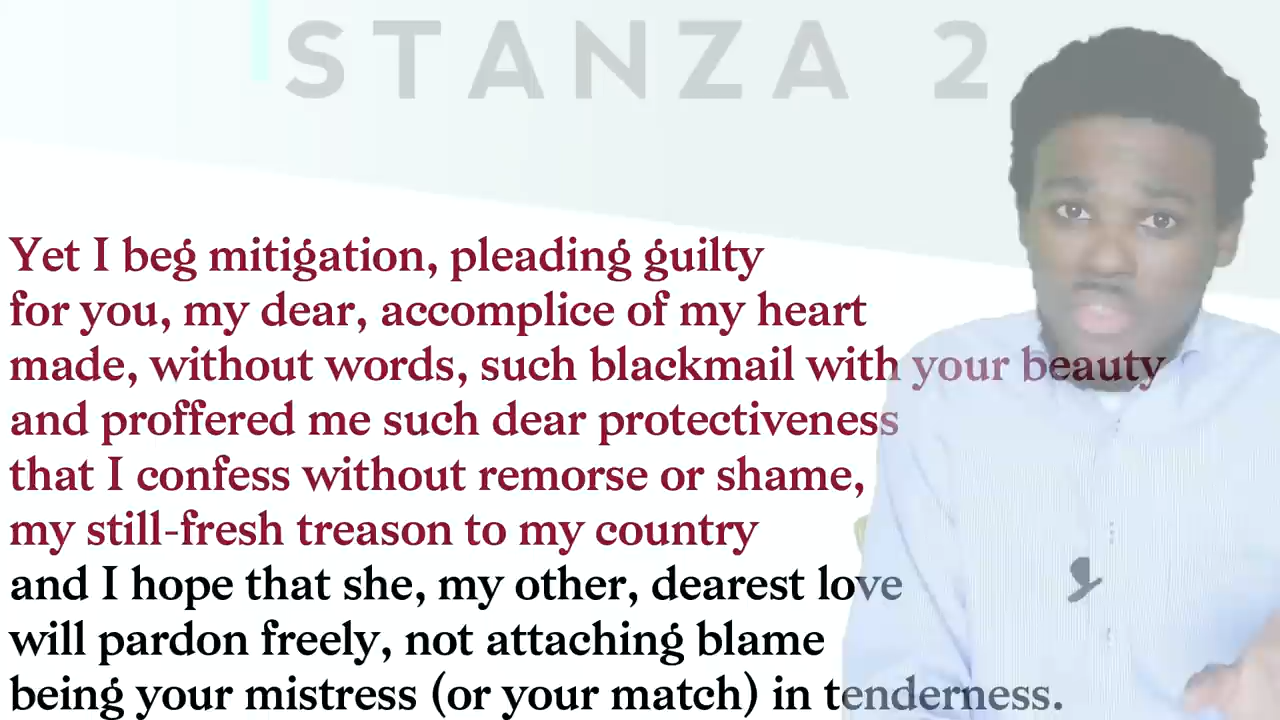 STANZA 2
Yet I beg mitigation, pleading guilty
for you, my dear, accomplice of my heart
made, without words, such blackmail with your beauty
and proffered me such dear protectiveness
that I confess without remorse or shame,
my still-fresh treason to my country
and I hope that she, my other, dearest love
will pardon freely, not attaching blame
being your mistress (or your match) in tenderness.